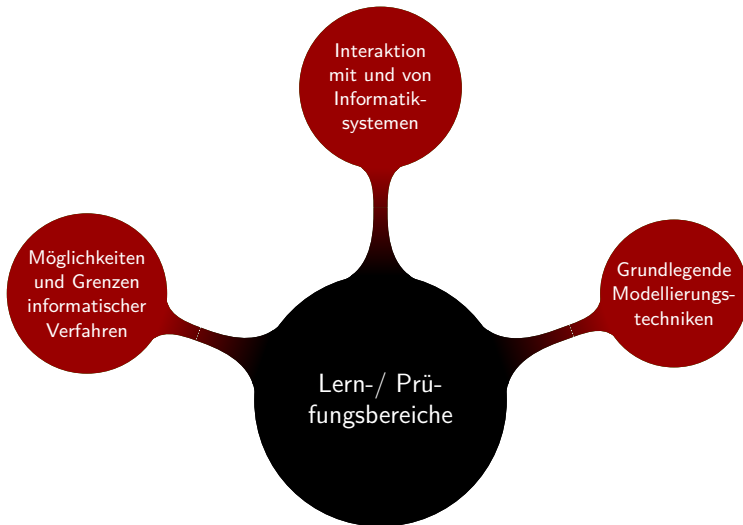 Interaktion
mit und von
Informatik-
systemen
Möglichkeiten
und Grenzen
informatischer
Verfahren
Grundlegende
Modellierungs-
techniken
Lern-/ Prü-
fungsbereiche